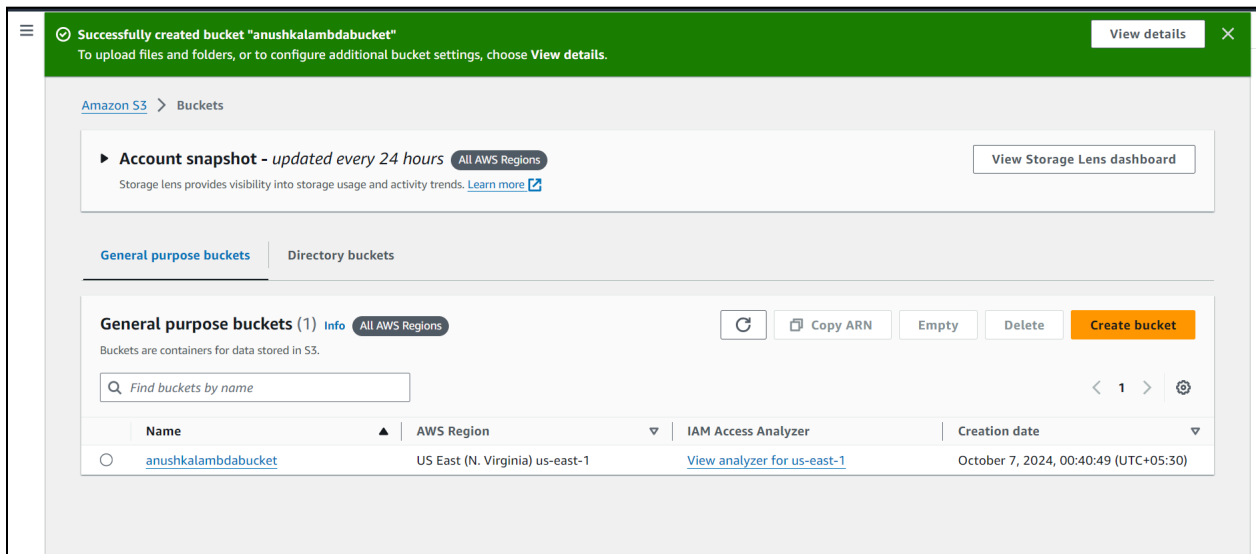 Successfully created bucket "anushkalambdabucket"
To upload files and folders, or to configure additional bucket settings, choose View details.
View details
Amazon S3 > Buckets
Account snapshot - updated every 24 hours All AWS Regions
View Storage Lens dashboard
Storage lens provides visibility into storage usage and activity trends. Learn more
General purpose buckets
Directory buckets
General purpose buckets (1) Info All AWS Regions
Copy ARN
Empty
Delete
Create bucket
Buckets are containers for data stored in S3.
Find buckets by name
1
Name
AWS Region
IAM Access Analyzer
Creation date
anushkalambdabucket
US East (N. Virginia) us-east-1
View analyzer for us-east-1
October 7, 2024, 00:40:49 (UTC+05:30)